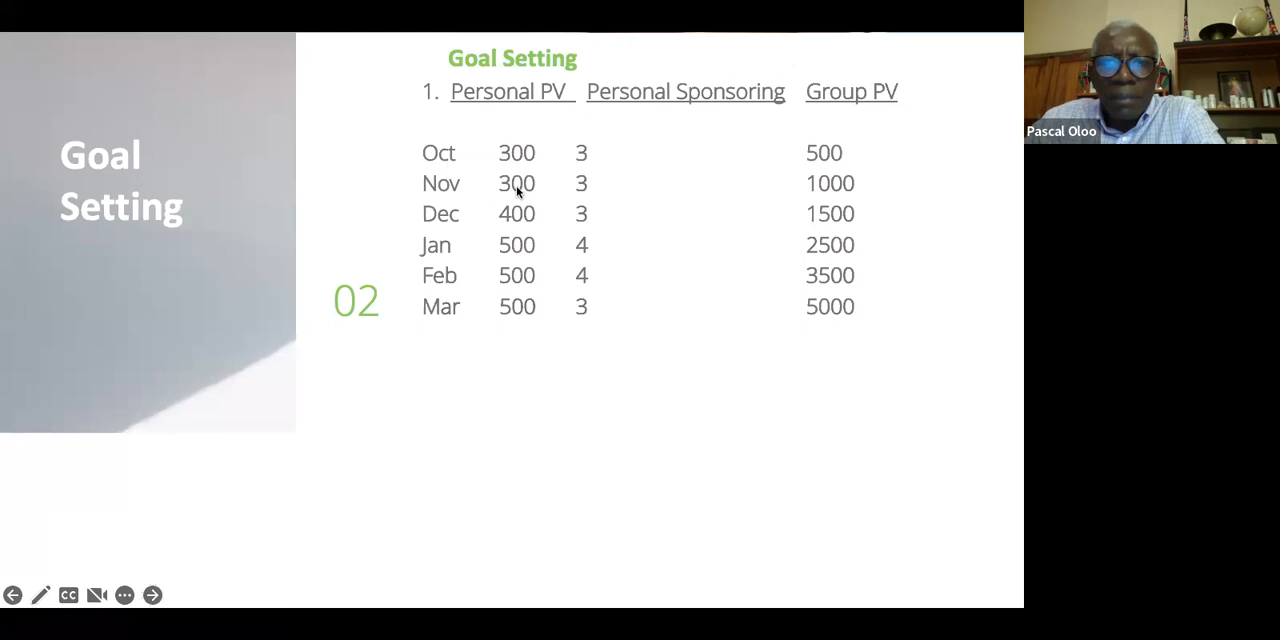 Goal
Setting
Goal Setting
1. Personal PV Personal Sponsoring Group PV
Oct 300 3 500
Nov 300 3 1000
Dec 400 3 1500
Jan 500 4 2500
Feb 500 4 3500
Mar 500 3 5000
02
CC
Pascal Oloo